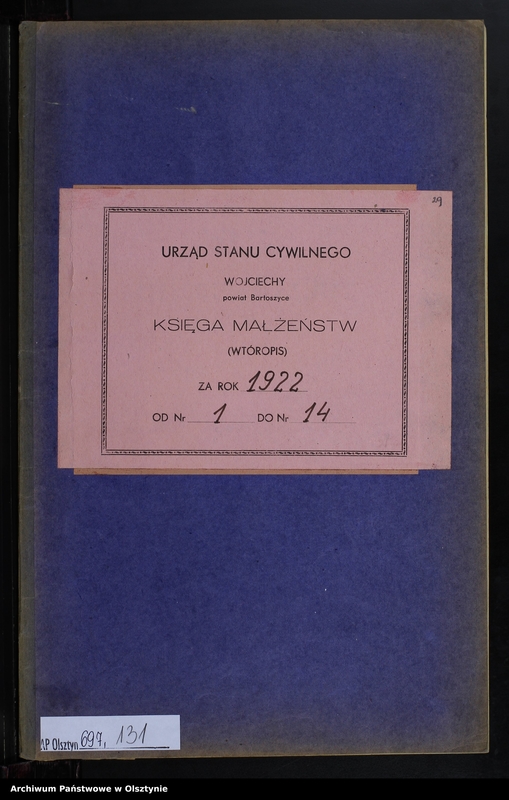 29
URZĄD STANU CYWILNEGO
WOJCIECHY
powiat Bartoszyce
KSIĘGA MAŁŻEŃSTW
(WTÓROPIS)
ZA ROK 1922
OD Nr 1 DO Nr 14
AP Olsztyn 697, 131
Archiwum Państwowe w Olsztynie